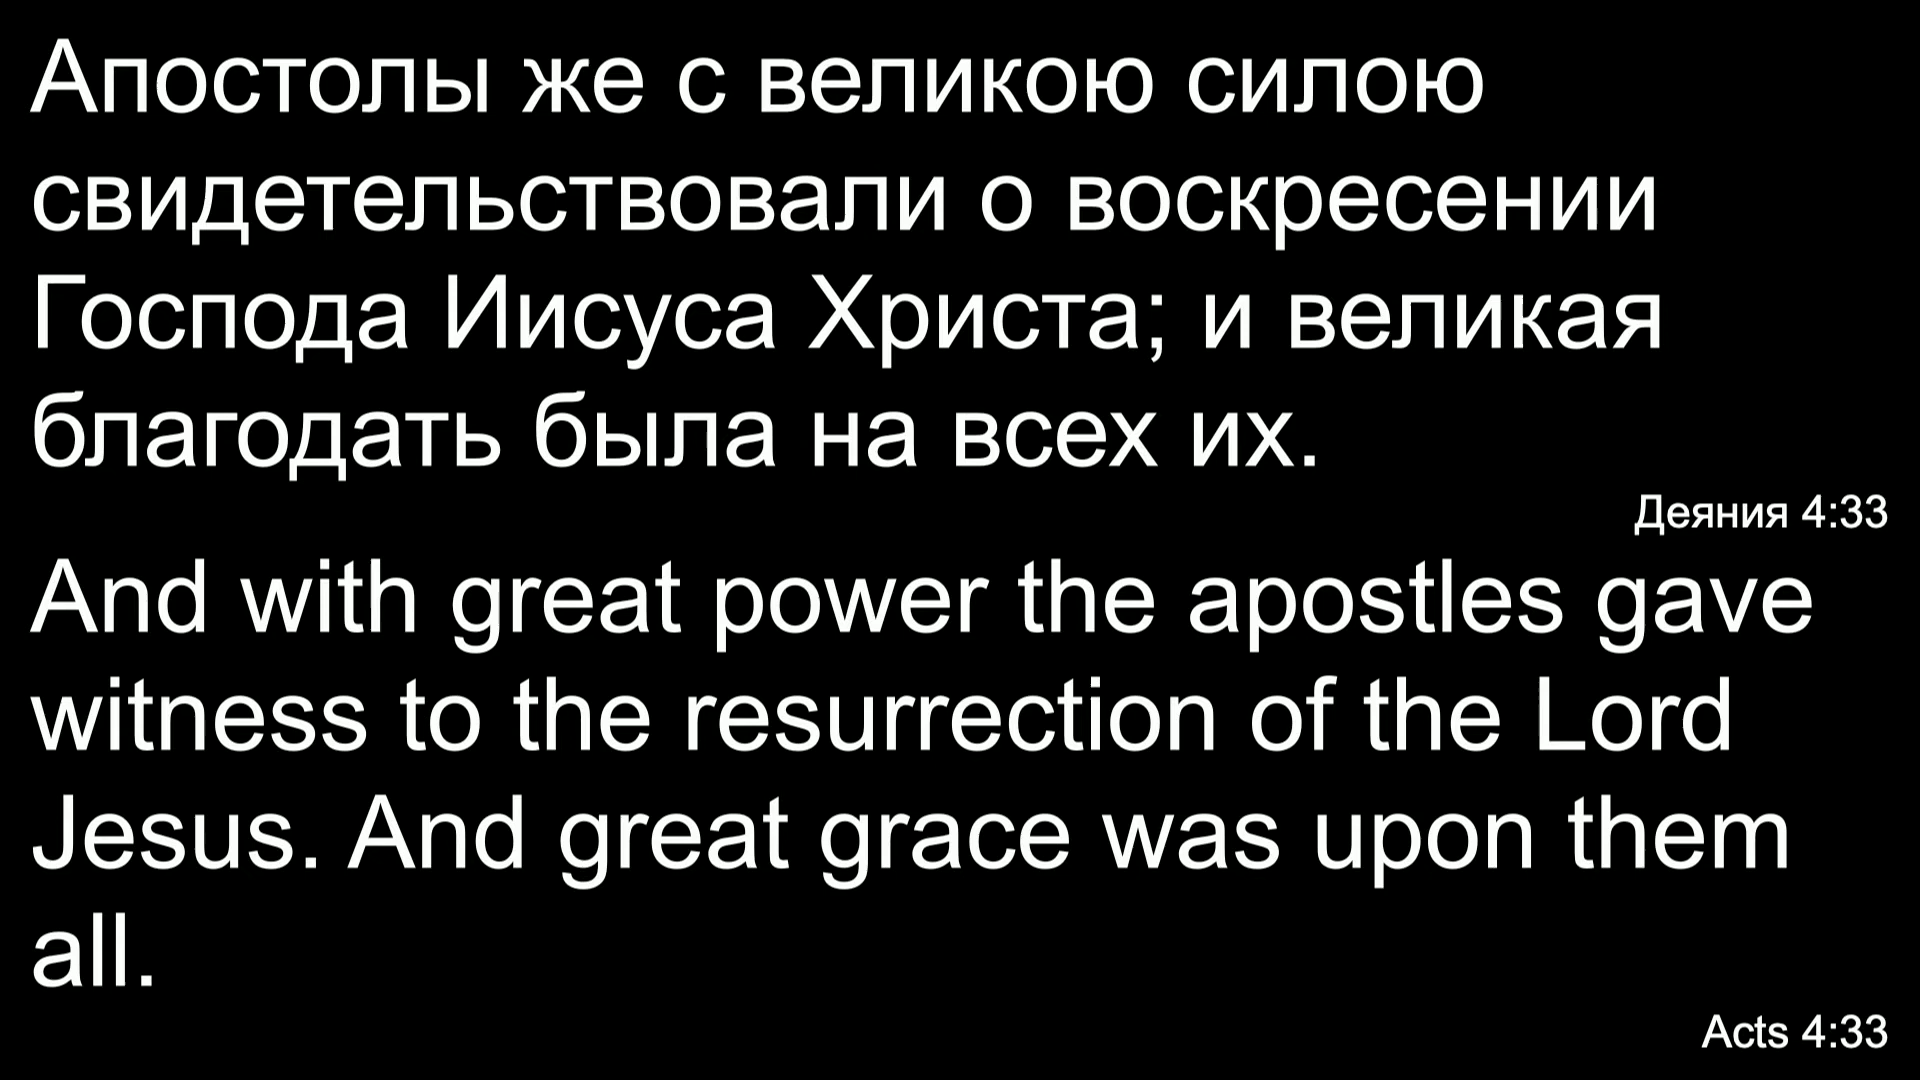 Апостолы же с великою силою
свидетельствовали о воскресении
Господа Иисуса Христа; и великая
благодать была на всех их.
Деяния 4:33
And with great power the apostles gave
witness to the resurrection of the Lord
Jesus. And great grace was upon them
all.
Acts 4:33